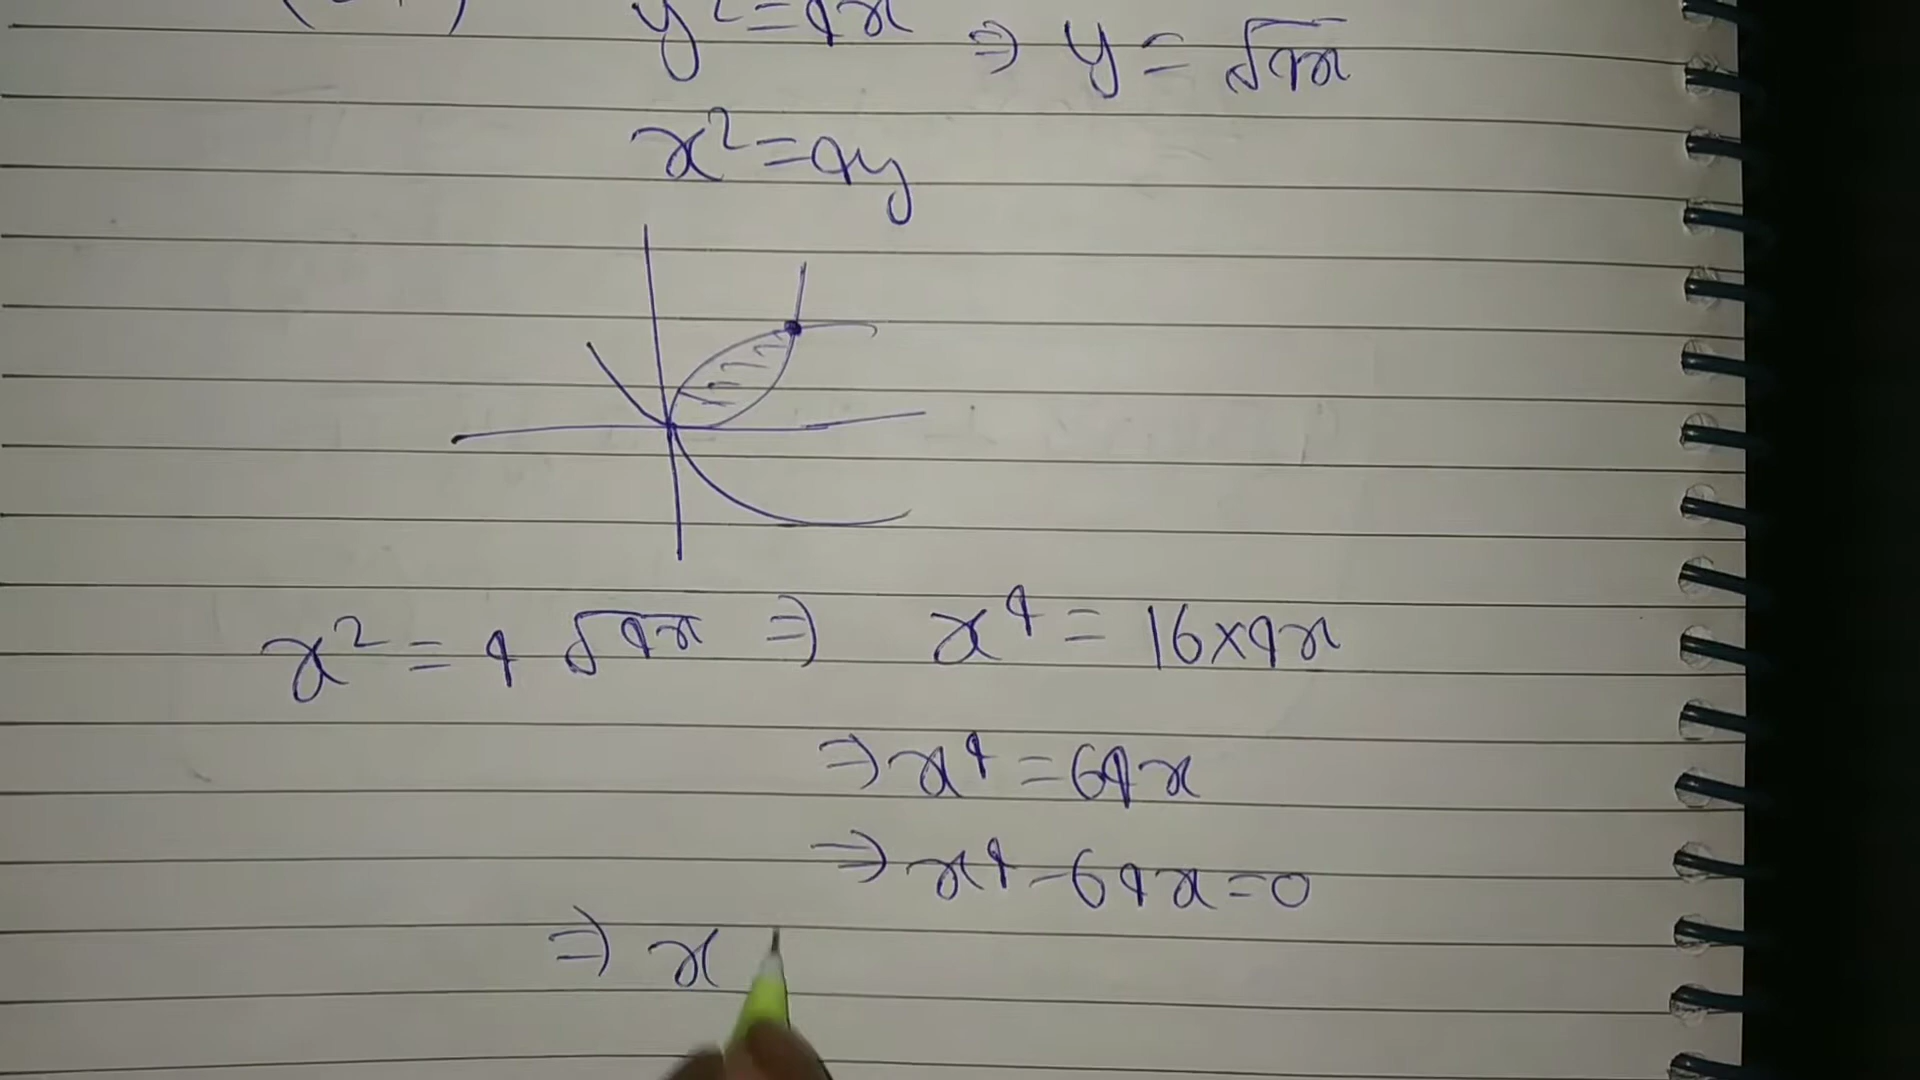 y² = 4x ⇒ y = √4x
x² = 4y
x² = 4 √4x ⇒ x⁴ = 16×4x
⇒ x⁴ = 64x
⇒ x⁴ - 64x = 0
⇒ x